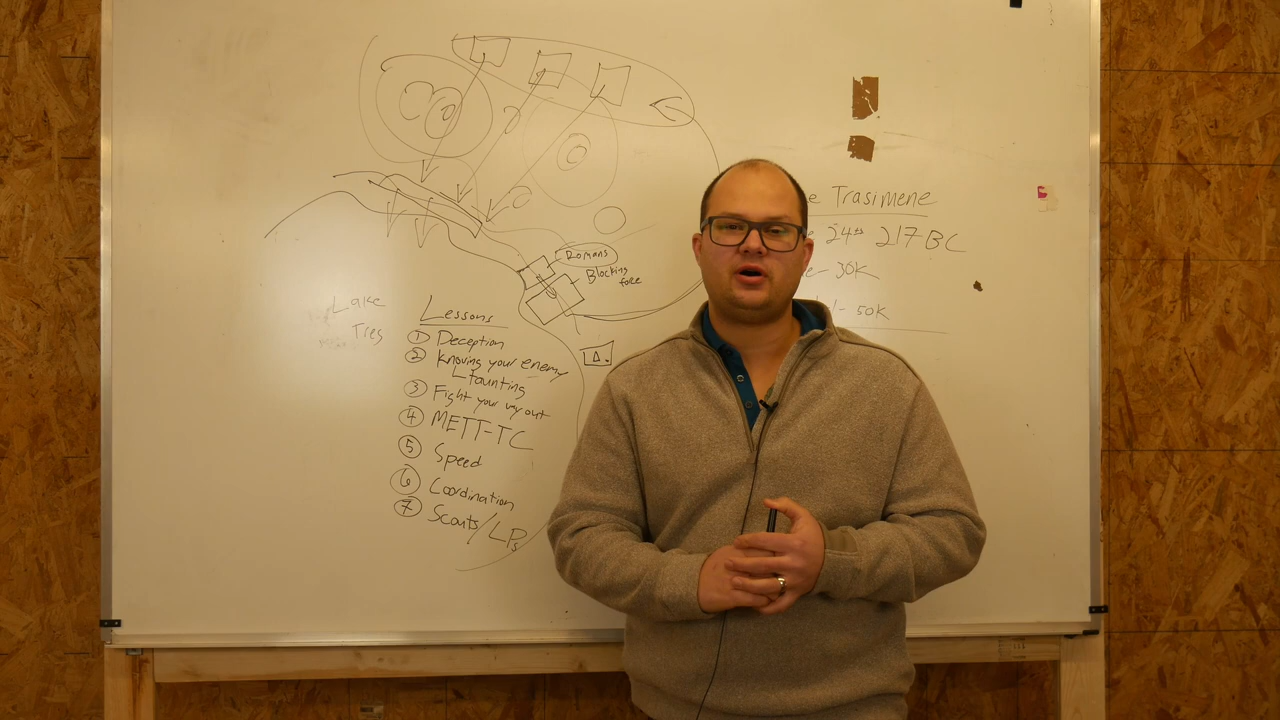 Romans
Blocking
force
Lake
Tres
Lessons
① Deception
② Knowing your enemy
Taunting
③ Fight your way out
④ METT-TC
⑤ Speed
⑥ Coordination
⑦ Scouts/LPs
e Trasimene
24th 217 BC
e- 30K
- 50K